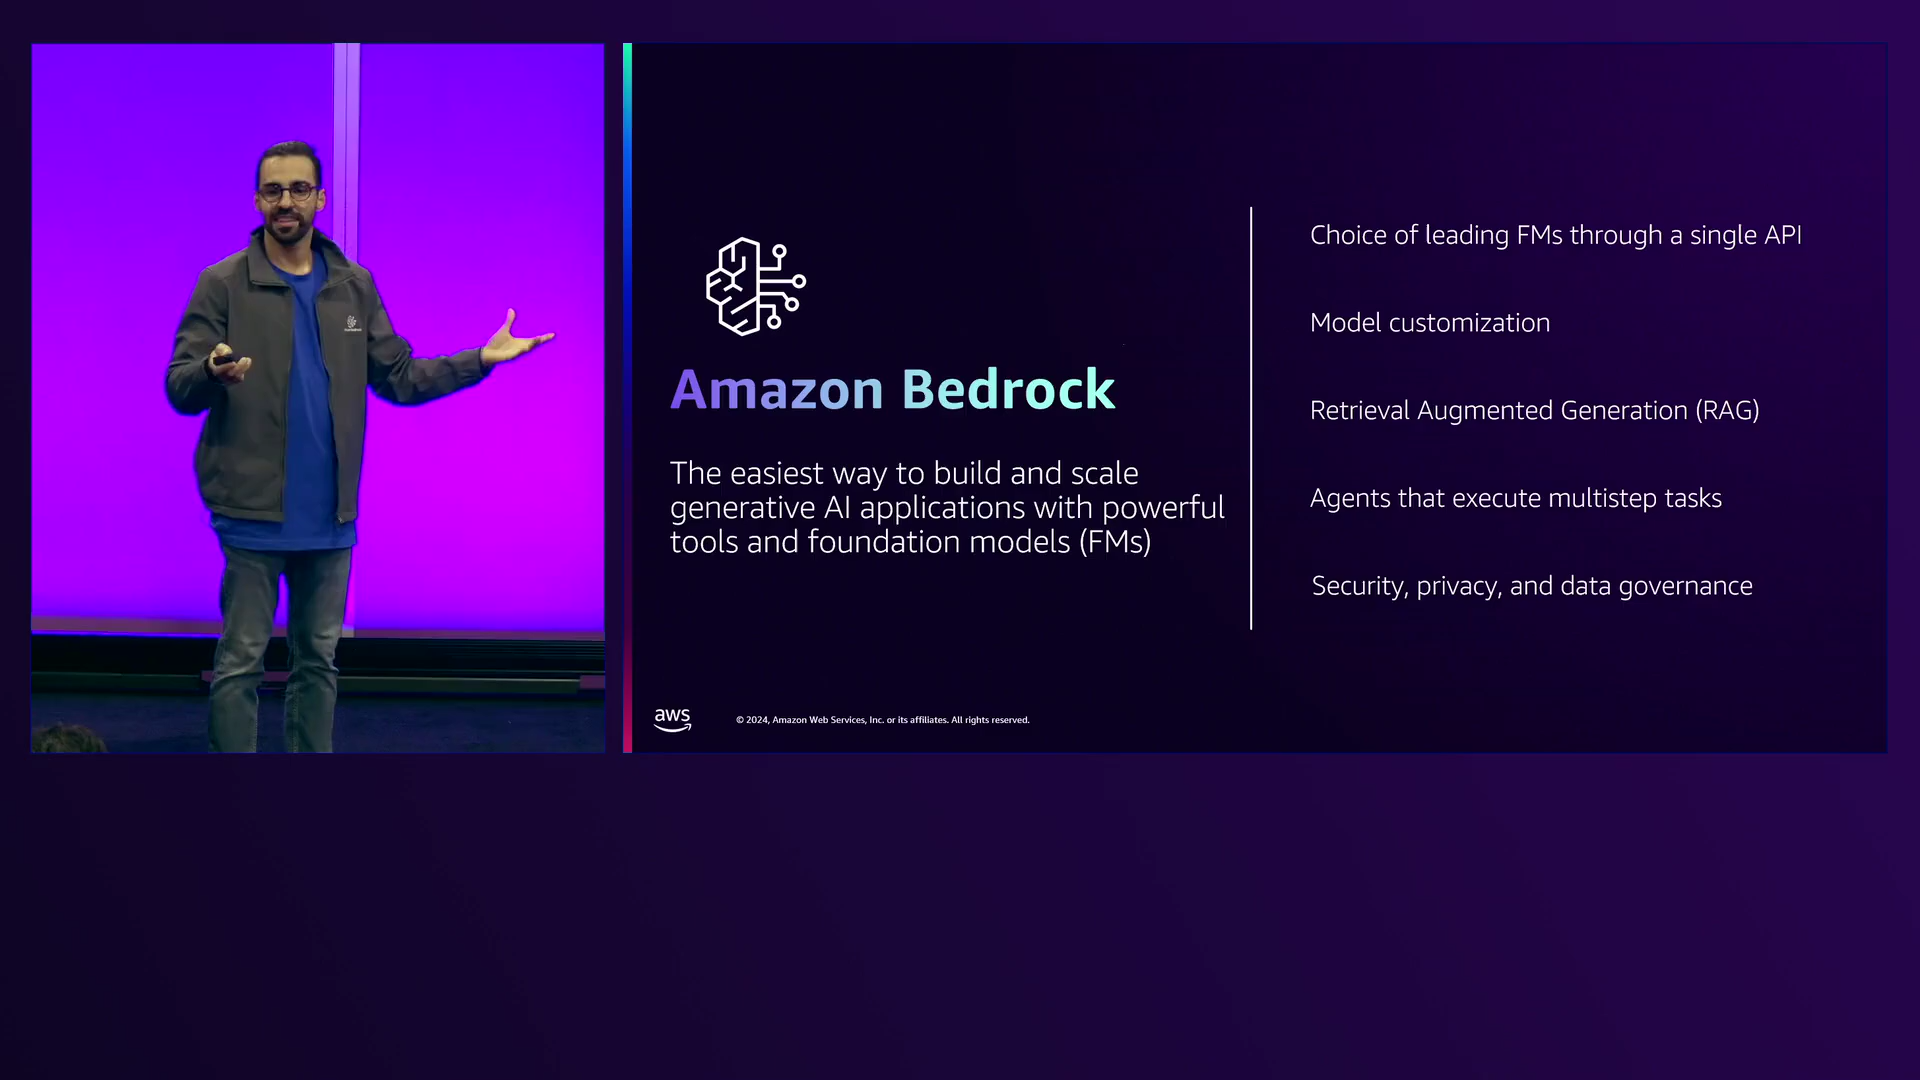 Amazon Bedrock
The easiest way to build and scale
generative AI applications with powerful
tools and foundation models (FMs)
Choice of leading FMs through a single API
Model customization
Retrieval Augmented Generation (RAG)
Agents that execute multistep tasks
Security, privacy, and data governance
aws
© 2024, Amazon Web Services, Inc. or its affiliates. All rights reserved.